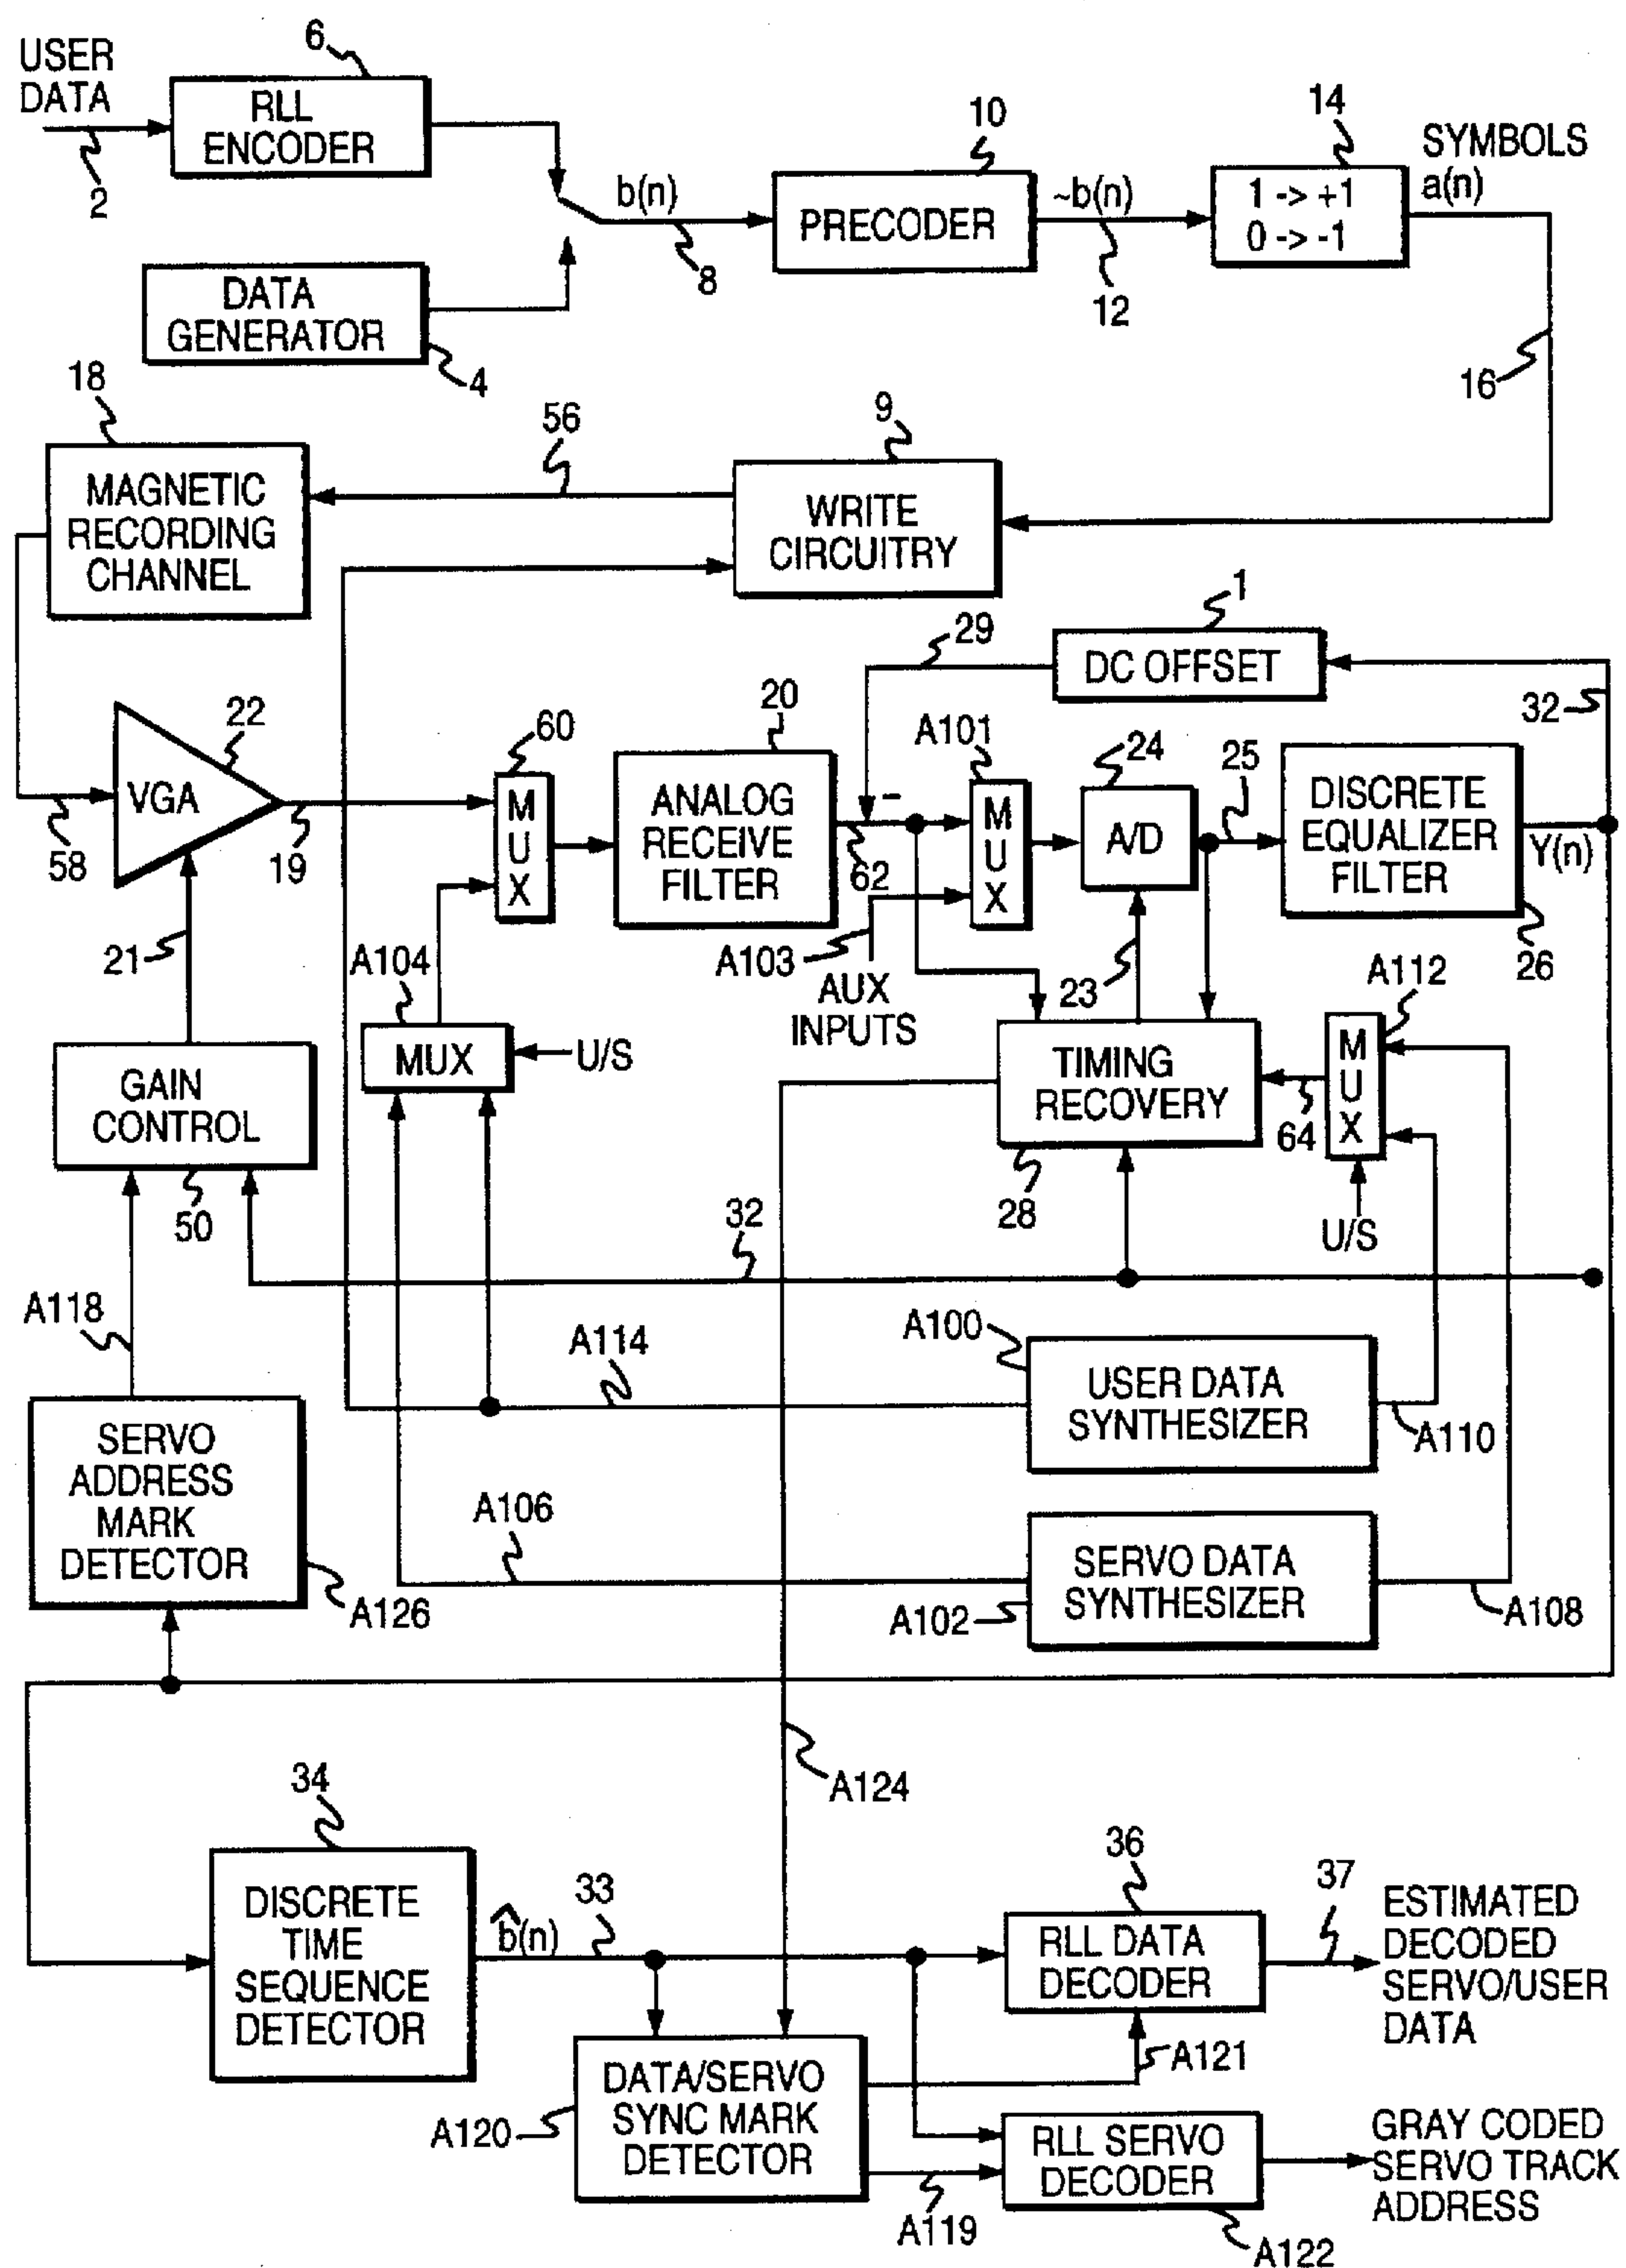 USER
DATA
2
6
RLL
ENCODER
DATA
GENERATOR
4
b(n)
8
10
PRECODER
~b(n)
12
14
1 -> +1
0 -> -1
SYMBOLS
a(n)
16
18
MAGNETIC
RECORDING
CHANNEL
56
9
WRITE
CIRCUITRY
1
DC OFFSET
29
32
22
VGA
58
19
21
60
MUX
20
ANALOG
RECEIVE
FILTER
62
-
A101
MUX
A103
AUX
INPUTS
24
A/D
25
23
DISCRETE
EQUALIZER
FILTER
Y(n)
26
A104
MUX
U/S
GAIN
CONTROL
50
TIMING
RECOVERY
28
64
A112
MUX
U/S
32
A118
A114
A100
USER DATA
SYNTHESIZER
A110
SERVO
ADDRESS
MARK
DETECTOR
A126
A106
SERVO DATA
SYNTHESIZER
A102
A108
A124
34
DISCRETE
TIME
SEQUENCE
DETECTOR
b̂(n)
33
36
RLL DATA
DECODER
37
ESTIMATED
DECODED
SERVO/USER
DATA
A121
DATA/SERVO
SYNC MARK
DETECTOR
A120
A119
RLL SERVO
DECODER
A122
GRAY CODED
SERVO TRACK
ADDRESS